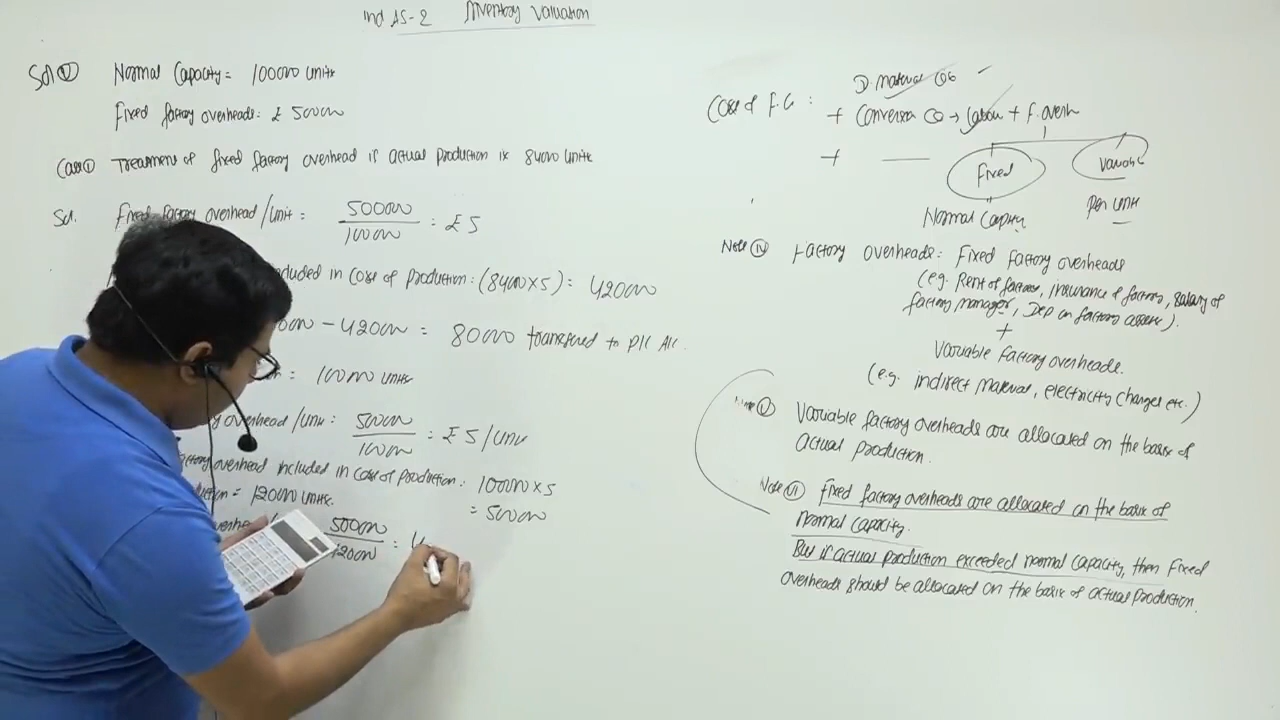 Ind AS-2 Inventory Valuation
Sol Ⓥ Normal Capacity = 100000 units
Fixed factory overheads: ₹ 500000
Case① Treatment of fixed factory overhead if actual production is 84000 units
Sol. Fixed factory overhead/unit = 500000
100000 = ₹ 5
included in cost of production: (84000×5) = 420000
- 420000 = 80000 transferred to P/L A/c.
= 100000 units
overhead/unit: 500000
100000 = ₹ 5/unit
factory overhead included in cost of production: 100000×5
= 500000
= 120000 units.
500000
120000 = 4
Cost of F.G :
D. material
+ Conversion Co → Labour + f. overh
+
Fixed
Variable
Normal Capacity
per unit
Note Ⓘⓥ Factory overheads: Fixed factory overheads
(e.g. Rent of factory, insurance of factory, salary of
factory manager, Dep on factory assets).
+
Variable factory overheads.
(e.g. indirect material, electricity charges etc.)
Note Ⓥ Variable factory overheads are allocated on the basis of
actual production.
Note ⓥⓘ Fixed factory overheads are allocated on the basis of
Normal capacity.
But if actual production exceeded normal capacity, then fixed
overheads should be allocated on the basis of actual production.